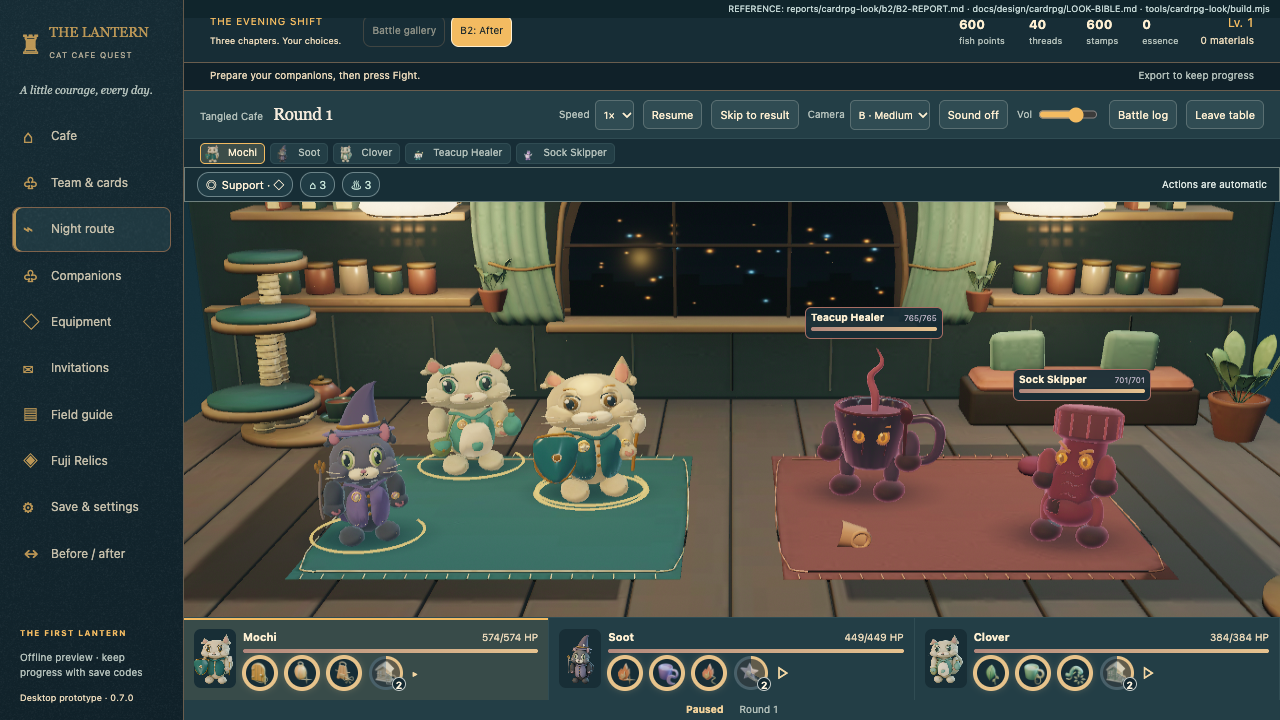 REFERENCE: reports/cardrpg-look/b2/B2-REPORT.md · docs/design/cardrpg/LOOK-BIBLE.md · tools/cardrpg-look/build.mjs
THE LANTERN
CAT CAFE QUEST
A little courage, every day.
Cafe
Team & cards
Night route
Companions
Equipment
Invitations
Field guide
Fuji Relics
Save & settings
Before / after
THE FIRST LANTERN
Offline preview · keep
progress with save codes
Desktop prototype · 0.7.0
THE EVENING SHIFT
Three chapters. Your choices.
Battle gallery
B2: After
600 fish points
40 threads
600 stamps
0 essence
Lv. 1
0 materials
Prepare your companions, then press Fight.
Export to keep progress
Tangled Cafe Round 1
Speed 1x Resume Skip to result Camera B · Medium Sound off Vol Battle log Leave table
Mochi Soot Clover Teacup Healer Sock Skipper
Support · 3 3
Actions are automatic
Teacup Healer 765/765
Sock Skipper 701/701
Mochi 574/574 HP
2
Soot 449/449 HP
2
Clover 384/384 HP
2
Paused Round 1